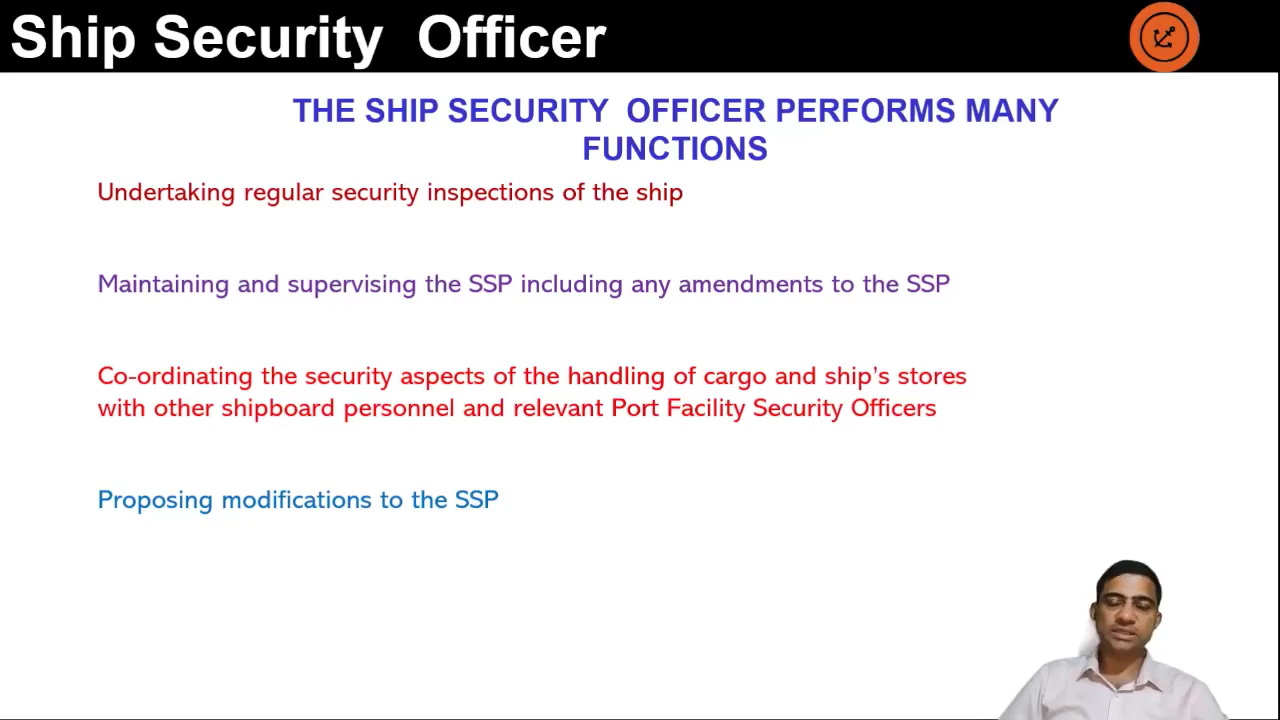 Ship Security Officer
THE SHIP SECURITY OFFICER PERFORMS MANY
FUNCTIONS
Undertaking regular security inspections of the ship
Maintaining and supervising the SSP including any amendments to the SSP
Co-ordinating the security aspects of the handling of cargo and ship's stores
with other shipboard personnel and relevant Port Facility Security Officers
Proposing modifications to the SSP